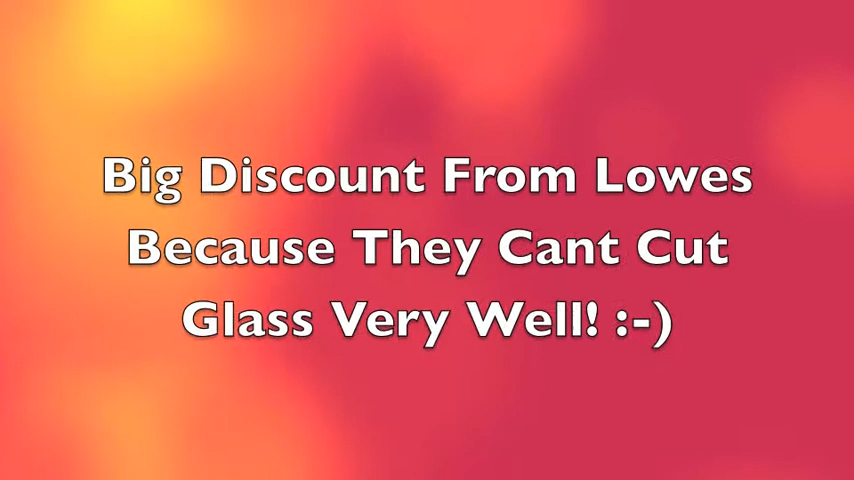 Big Discount From Lowes
Because They Cant Cut
Glass Very Well! :-)